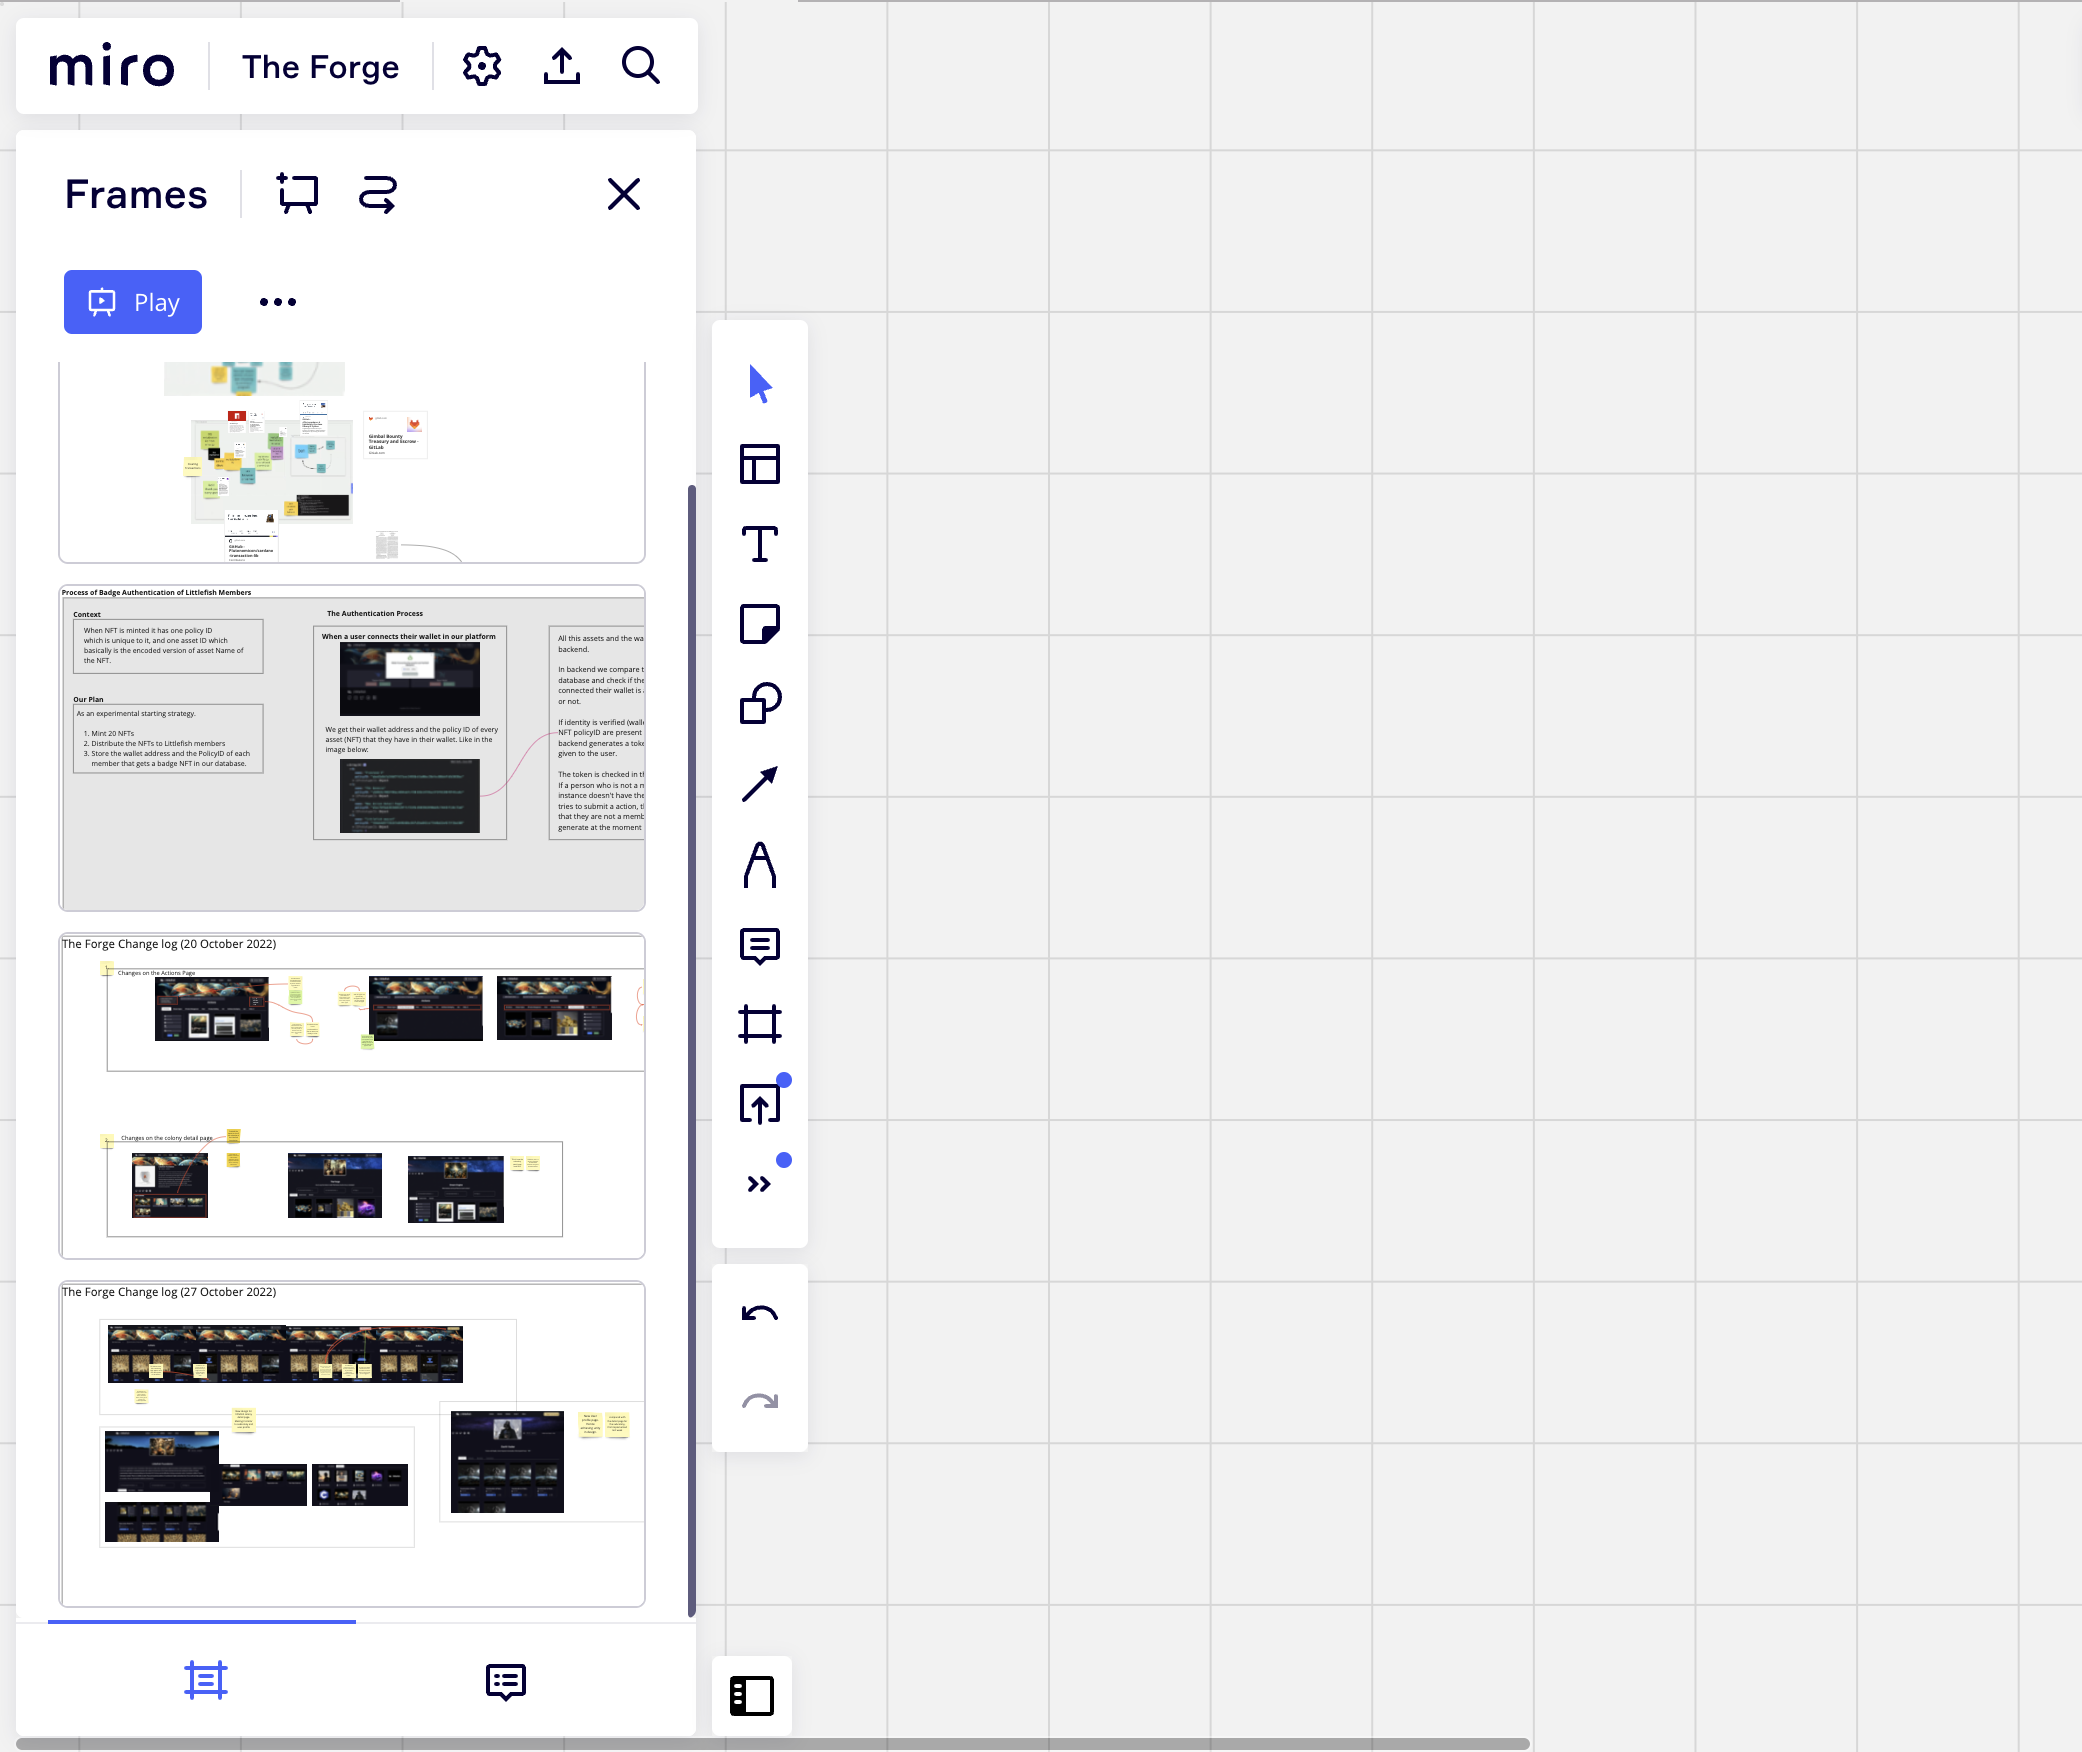 miro
The Forge
Frames
Play
Gimbal Bounty
Treasury and Escrow -
GitLab
GitHub -
Process of Badge Authentication of Littlefish Members
Context
When NFT is minted it has one policy ID
which is unique to it, and one asset ID which
basically is the encoded version of asset Name of
the NFT.
Our Plan
As an experimental starting strategy.
1. Mint 20 NFTs
2. Distribute the NFTs to Littlefish members
3. Store the wallet address and the PolicyID of each
member that gets a badge NFT in our database.
The Authentication Process
When a user connects their wallet in our platform
We get their wallet address and the policy ID of every
asset (NFT) that they have in their wallet. Like in the
image below:
All this assets and the wa
backend.
In backend we compare t
database and check if the
connected their wallet is
or not.
If identity is verified (wall
NFT policyID are present
backend generates a toke
given to the user.
The token is checked in th
If a person who is not a n
instance doesn't have the
tries to submit a action, t
that they are not a memb
generate at the moment
The Forge Change log (20 October 2022)
Changes on the Actions Page
Changes on the colony detail page
The Forge Change log (27 October 2022)